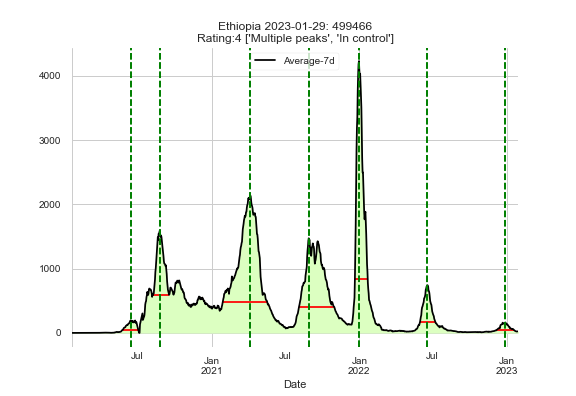 Ethiopia 2023-01-29: 499466
Rating:4 ['Multiple peaks', 'In control']
Average-7d
4000
3000
2000
1000
0
Jul
Jan
2021
Jul
Jan
2022
Jul
Jan
2023
Date